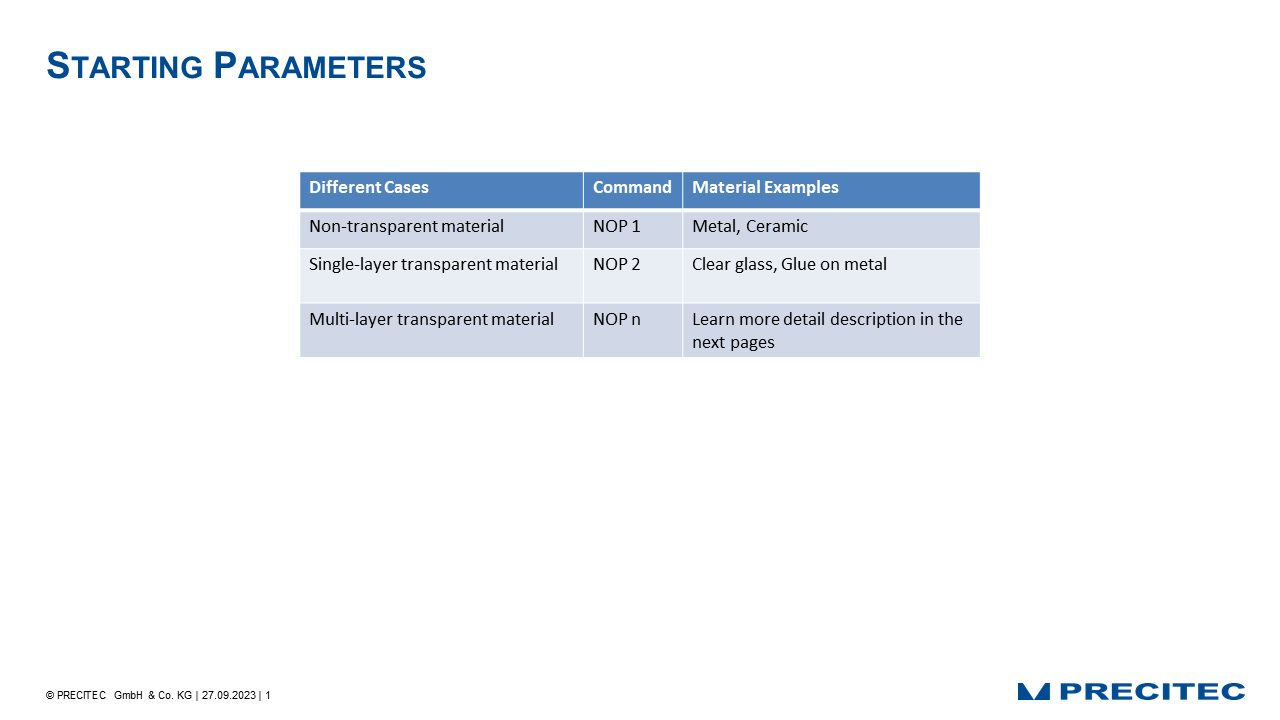 STARTING PARAMETERS
Different Cases Command Material Examples
Non-transparent material NOP 1 Metal, Ceramic
Single-layer transparent material NOP 2 Clear glass, Glue on metal
Multi-layer transparent material NOP n Learn more detail description in the
next pages
© PRECITEC GmbH & Co. KG | 27.09.2023 | 1
PRECITEC